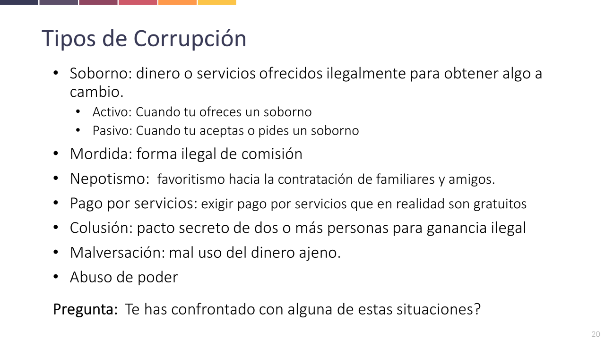 Tipos de Corrupción
• Soborno: dinero o servicios ofrecidos ilegalmente para obtener algo a
cambio.
• Activo: Cuando tu ofreces un soborno
• Pasivo: Cuando tu aceptas o pides un soborno
• Mordida: forma ilegal de comisión
• Nepotismo: favoritismo hacia la contratación de familiares y amigos.
• Pago por servicios: exigir pago por servicios que en realidad son gratuitos
• Colusión: pacto secreto de dos o más personas para ganancia ilegal
• Malversación: mal uso del dinero ajeno.
• Abuso de poder
Pregunta: Te has confrontado con alguna de estas situaciones?
20